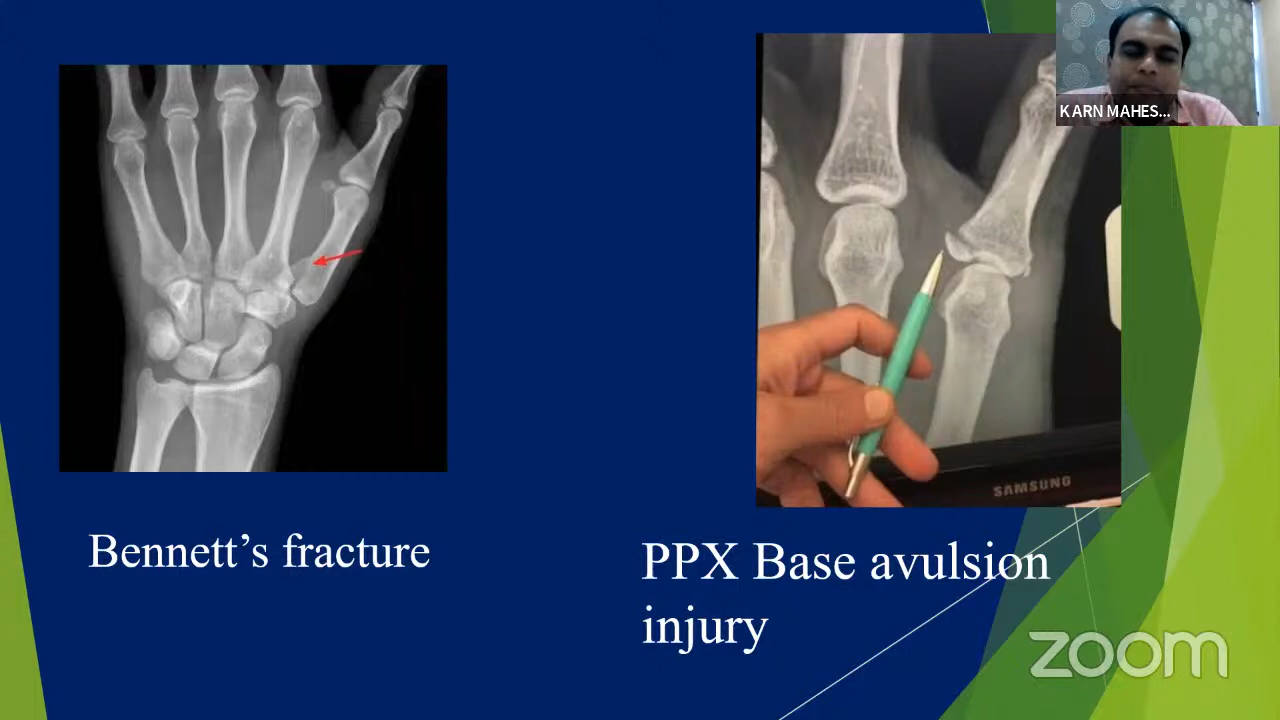 KARN MAHES...
SAMSUNG
Bennett’s fracture
PPX Base avulsion
injury
zoom